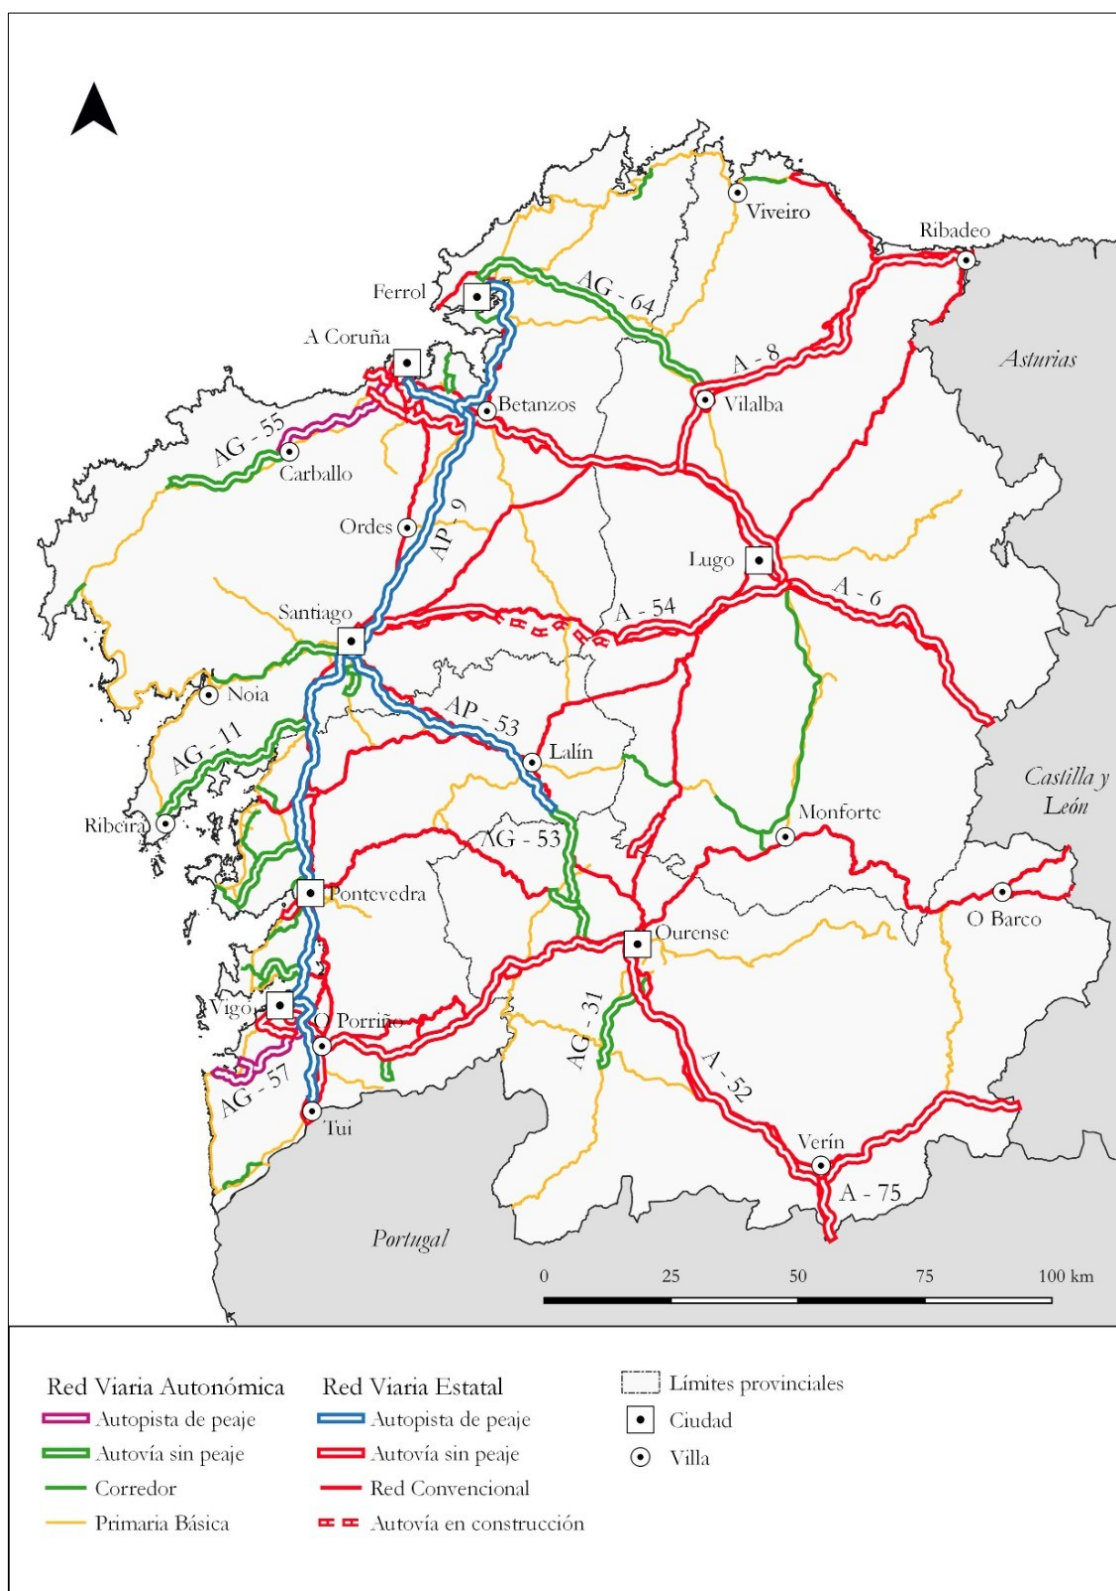 Viveiro
Ribadeo
Ferrol
AG - 64
A Coruña
A - 8
Asturias
Betanzos
Vilalba
AG - 55
Carballo
Ordes
AP - 9
Lugo
A - 6
Santiago
A - 54
Noia
AP - 53
AG - 11
Lalín
Castilla y
León
Ribeira
Monforte
AG - 53
Pontevedra
O Barco
Ourense
Vigo
O Porriño
AG - 31
AG - 57
A - 52
Tui
Verín
A - 75
Portugal
0 25 50 75 100 km
Red Viaria Autonómica
Autopista de peaje
Autovía sin peaje
Corredor
Primaria Básica
Red Viaria Estatal
Autopista de peaje
Autovía sin peaje
Red Convencional
Autovía en construcción
Límites provinciales
Ciudad
Villa